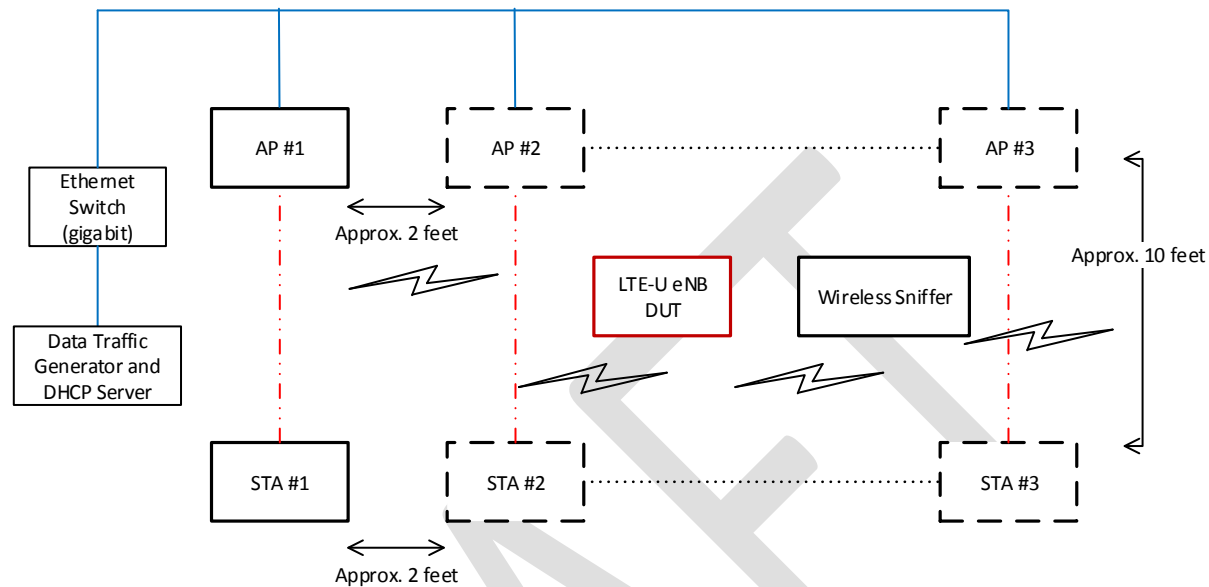 AP #1
AP #2
AP #3
Ethernet
Switch
(gigabit)
Approx. 2 feet
Approx. 10 feet
LTE-U eNB
DUT
Wireless Sniffer
Data Traffic
Generator and
DHCP Server
STA #1
STA #2
STA #3
Approx. 2 feet